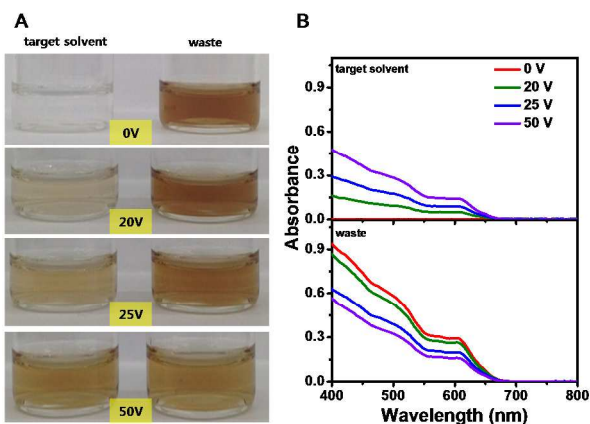 A
target solvent waste
0V
20V
25V
50V
B
target solvent
0 V
20 V
25 V
50 V
0.9
0.6
0.3
0.0
Absorbance
waste
0.9
0.6
0.3
0.0
400 500 600 700 800
Wavelength (nm)